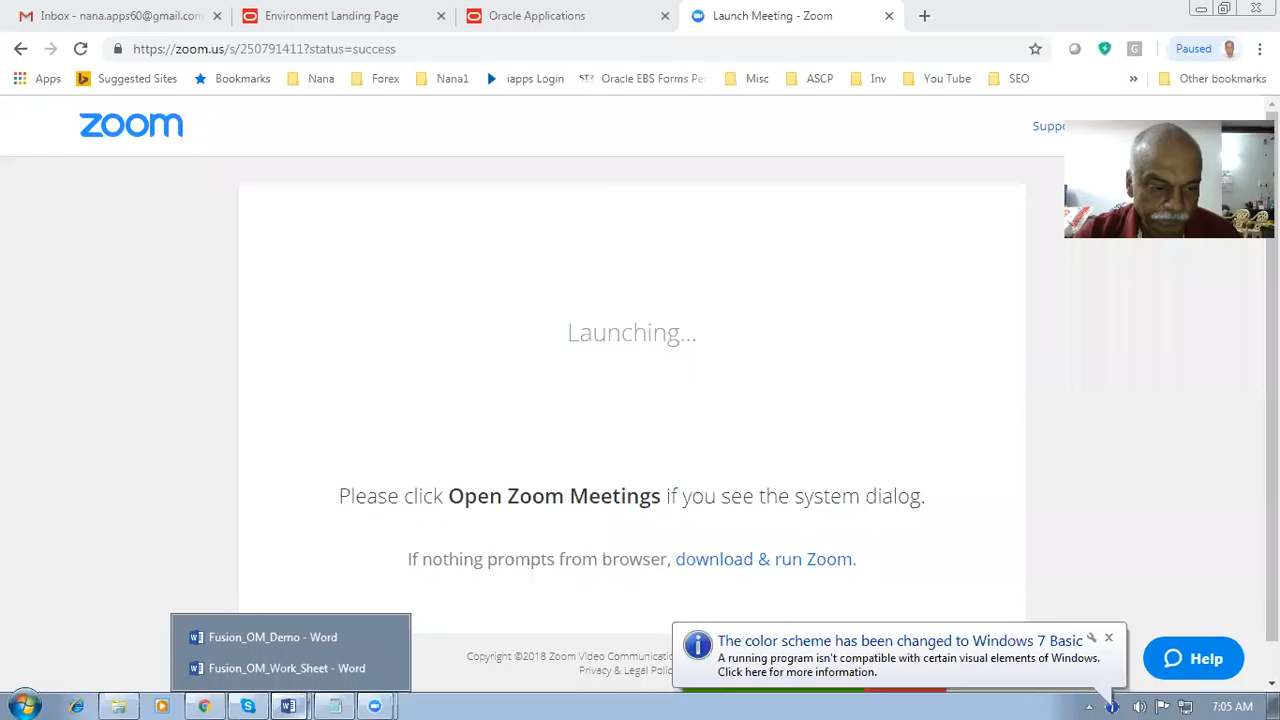 Inbox - nana.apps60@gmail.com
Environment Landing Page
Oracle Applications
Launch Meeting - Zoom
https://zoom.us/s/250791411?status=success
Paused
Apps
Suggested Sites
Bookmarks
Nana
Forex
Nana1
iapps Login
Oracle EBS Forms Pe
Misc
ASCP
Inv
You Tube
SEO
»
Other bookmarks
zoom
Suppo
Launching...
Please click Open Zoom Meetings if you see the system dialog.
If nothing prompts from browser, download & run Zoom.
Fusion_OM_Demo - Word
Fusion_OM_Work_Sheet - Word
Copyright ©2018 Zoom Video Communicatio
Privacy & Legal Polic
The color scheme has been changed to Windows 7 Basic
A running program isn't compatible with certain visual elements of Windows.
Click here for more information.
Help
7:05 AM